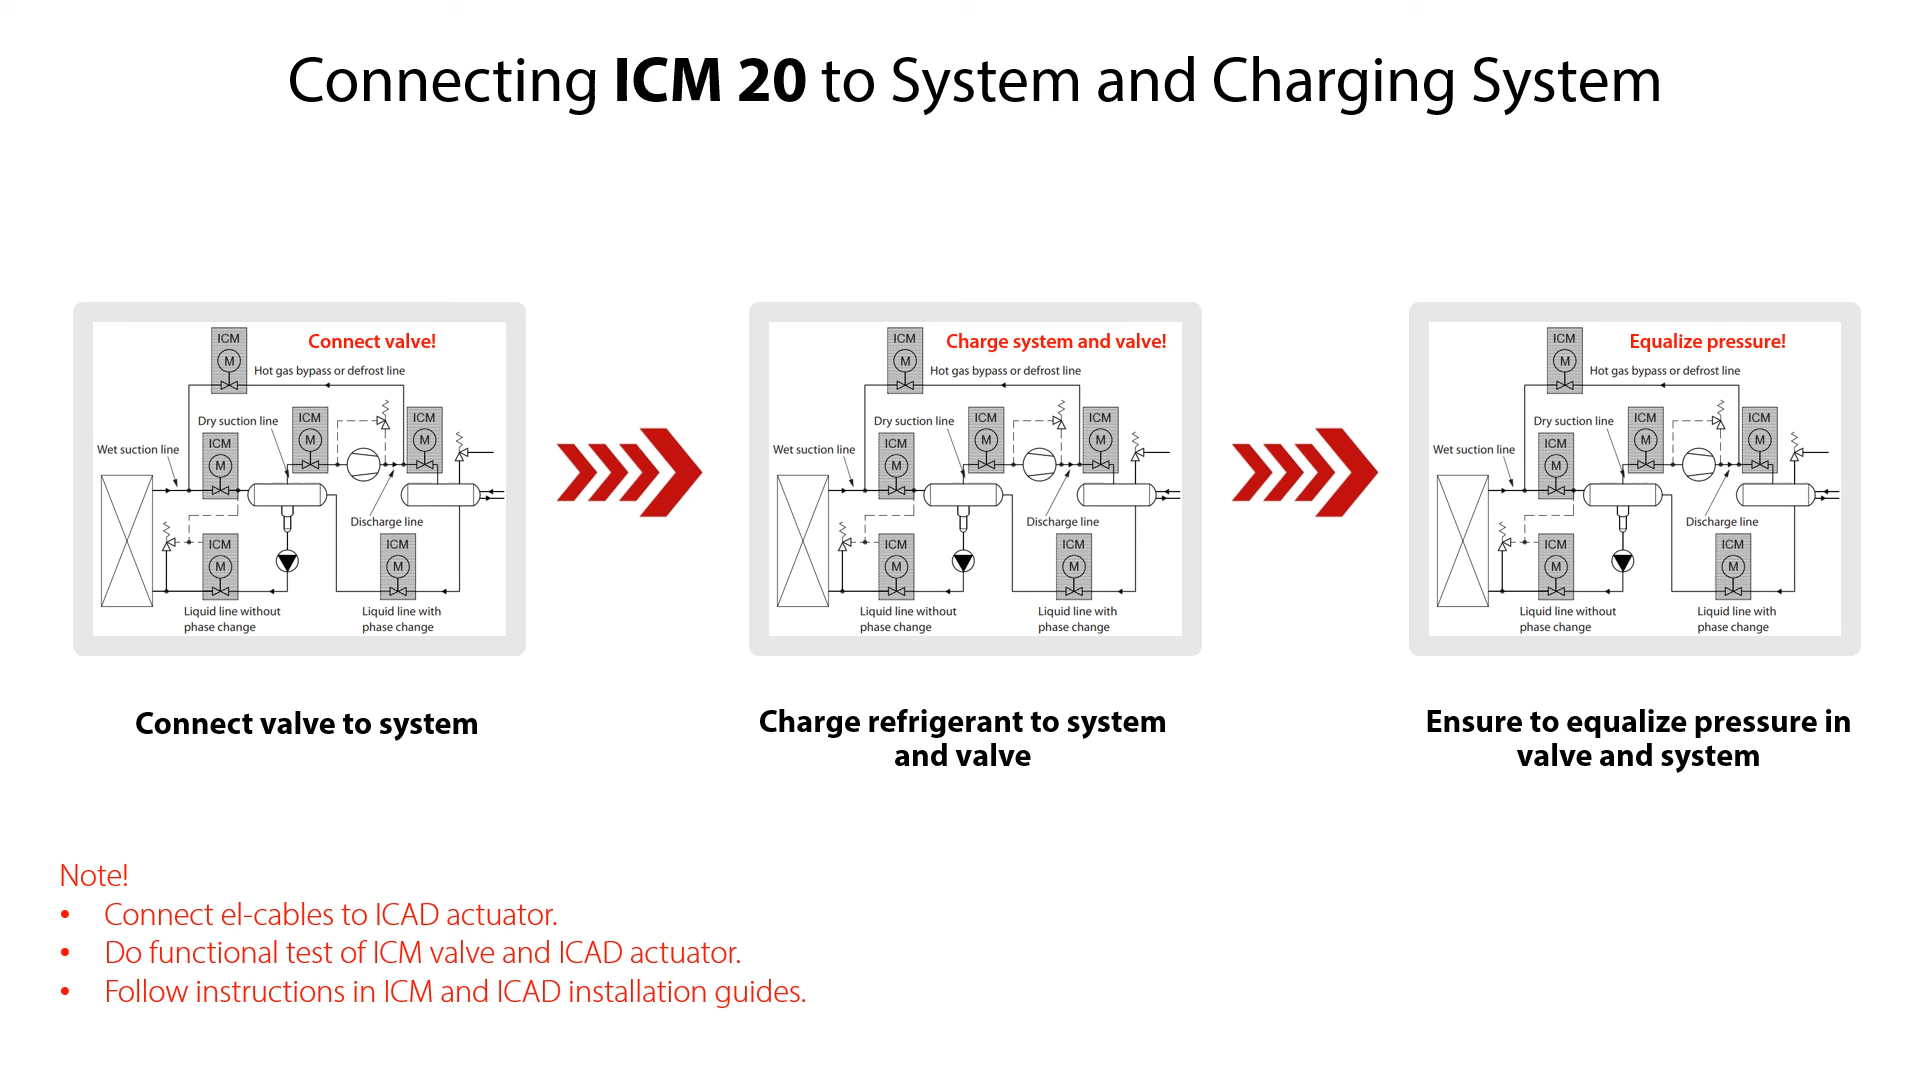 Connecting ICM 20 to System and Charging System
ICM
M
Connect valve!
Hot gas bypass or defrost line
Dry suction line
ICM
M
ICM
M
Wet suction line
ICM
M
Discharge line
ICM
M
ICM
M
Liquid line without
phase change
Liquid line with
phase change
Connect valve to system
ICM
M
Charge system and valve!
Hot gas bypass or defrost line
Dry suction line
ICM
M
ICM
M
Wet suction line
ICM
M
Discharge line
ICM
M
ICM
M
Liquid line without
phase change
Liquid line with
phase change
Charge refrigerant to system
and valve
ICM
M
Equalize pressure!
Hot gas bypass or defrost line
Dry suction line
ICM
M
ICM
M
Wet suction line
ICM
M
Discharge line
ICM
M
ICM
M
Liquid line without
phase change
Liquid line with
phase change
Ensure to equalize pressure in
valve and system
Note!
• Connect el-cables to ICAD actuator.
• Do functional test of ICM valve and ICAD actuator.
• Follow instructions in ICM and ICAD installation guides.